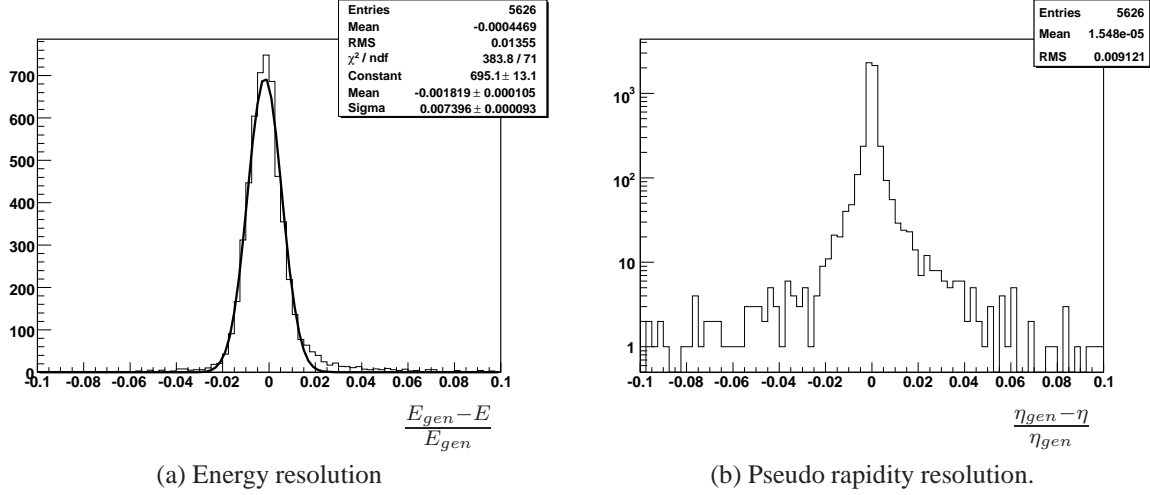 Entries 5626
Mean -0.0004469
RMS 0.01355
χ² / ndf 383.8 / 71
Constant 695.1 ± 13.1
Mean -0.001819 ± 0.000105
Sigma 0.007396 ± 0.000093
700
600
500
400
300
200
100
0
-0.1 -0.08 -0.06 -0.04 -0.02 0 0.02 0.04 0.06 0.08 0.1
E_gen − E
E_gen
(a) Energy resolution
Entries 5626
Mean 1.548e-05
RMS 0.009121
10³
10²
10
1
-0.1 -0.08 -0.06 -0.04 -0.02 0 0.02 0.04 0.06 0.08 0.1
η_gen − η
η_gen
(b) Pseudo rapidity resolution.